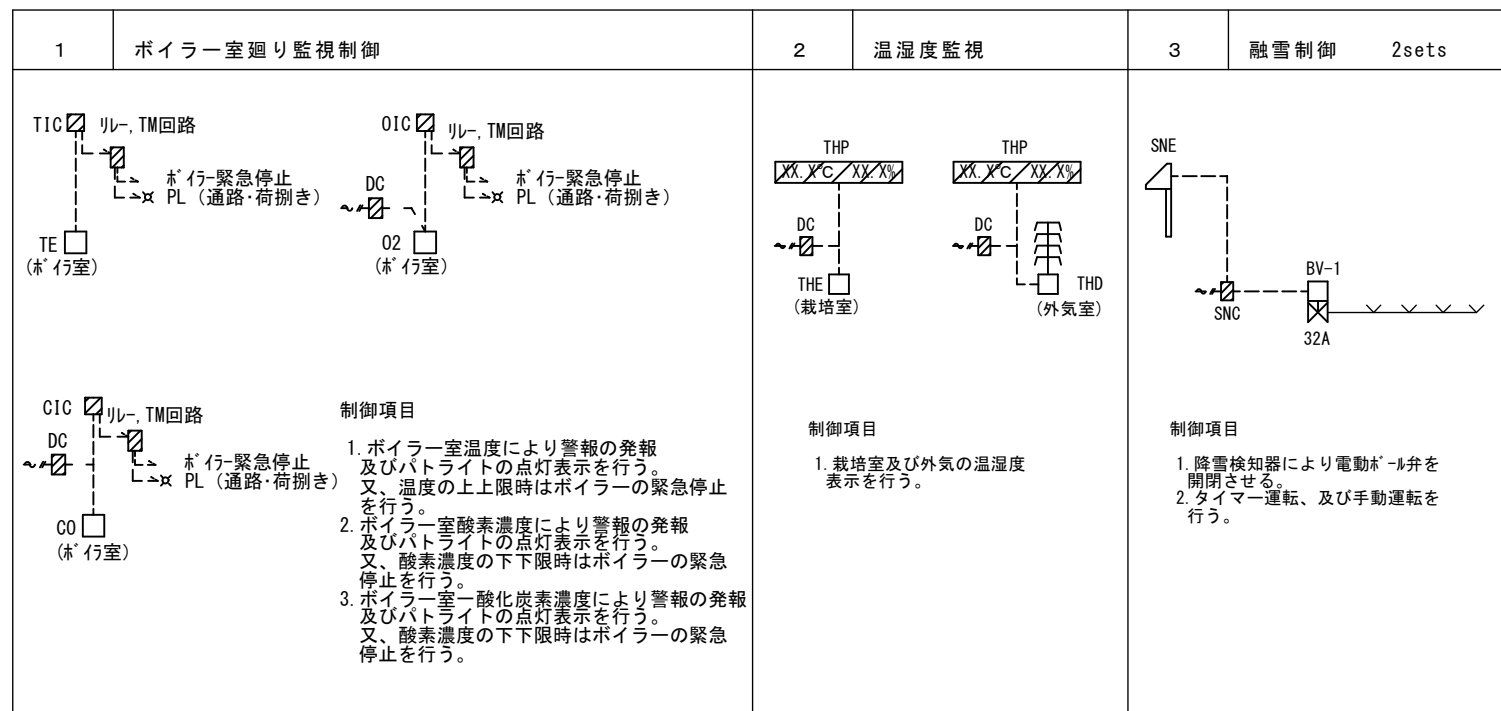 1 ボイラー室廻り監視制御
TIC リレー,TM回路
ボイラー緊急停止
PL (通路・荷捌き)
TE
(ボイラ室)
OIC リレー,TM回路
ボイラー緊急停止
PL (通路・荷捌き)
DC
O2
(ボイラ室)
CIC リレー,TM回路
DC
ボイラー緊急停止
PL (通路・荷捌き)
CO
(ボイラ室)
制御項目
1.ボイラー室温度により警報の発報
及びパトライトの点灯表示を行う。
又、温度の上上限時はボイラーの緊急停止
を行う。
2.ボイラー室酸素濃度により警報の発報
及びパトライトの点灯表示を行う。
又、酸素濃度の下下限時はボイラーの緊急
停止を行う。
3.ボイラー室一酸化炭素濃度により警報の発報
及びパトライトの点灯表示を行う。
又、酸素濃度の下下限時はボイラーの緊急
停止を行う。
2 温湿度監視
THP
XX.X℃ XX.X%
DC
THE
(栽培室)
THP
XX.X℃ XX.X%
DC
THD
(外気室)
制御項目
1.栽培室及び外気の温湿度
表示を行う。
3 融雪制御 2sets
SNE
SNC
BV-1
32A
制御項目
1.降雪検知器により電動ボール弁を
開閉させる。
2.タイマー運転、及び手動運転を
行う。